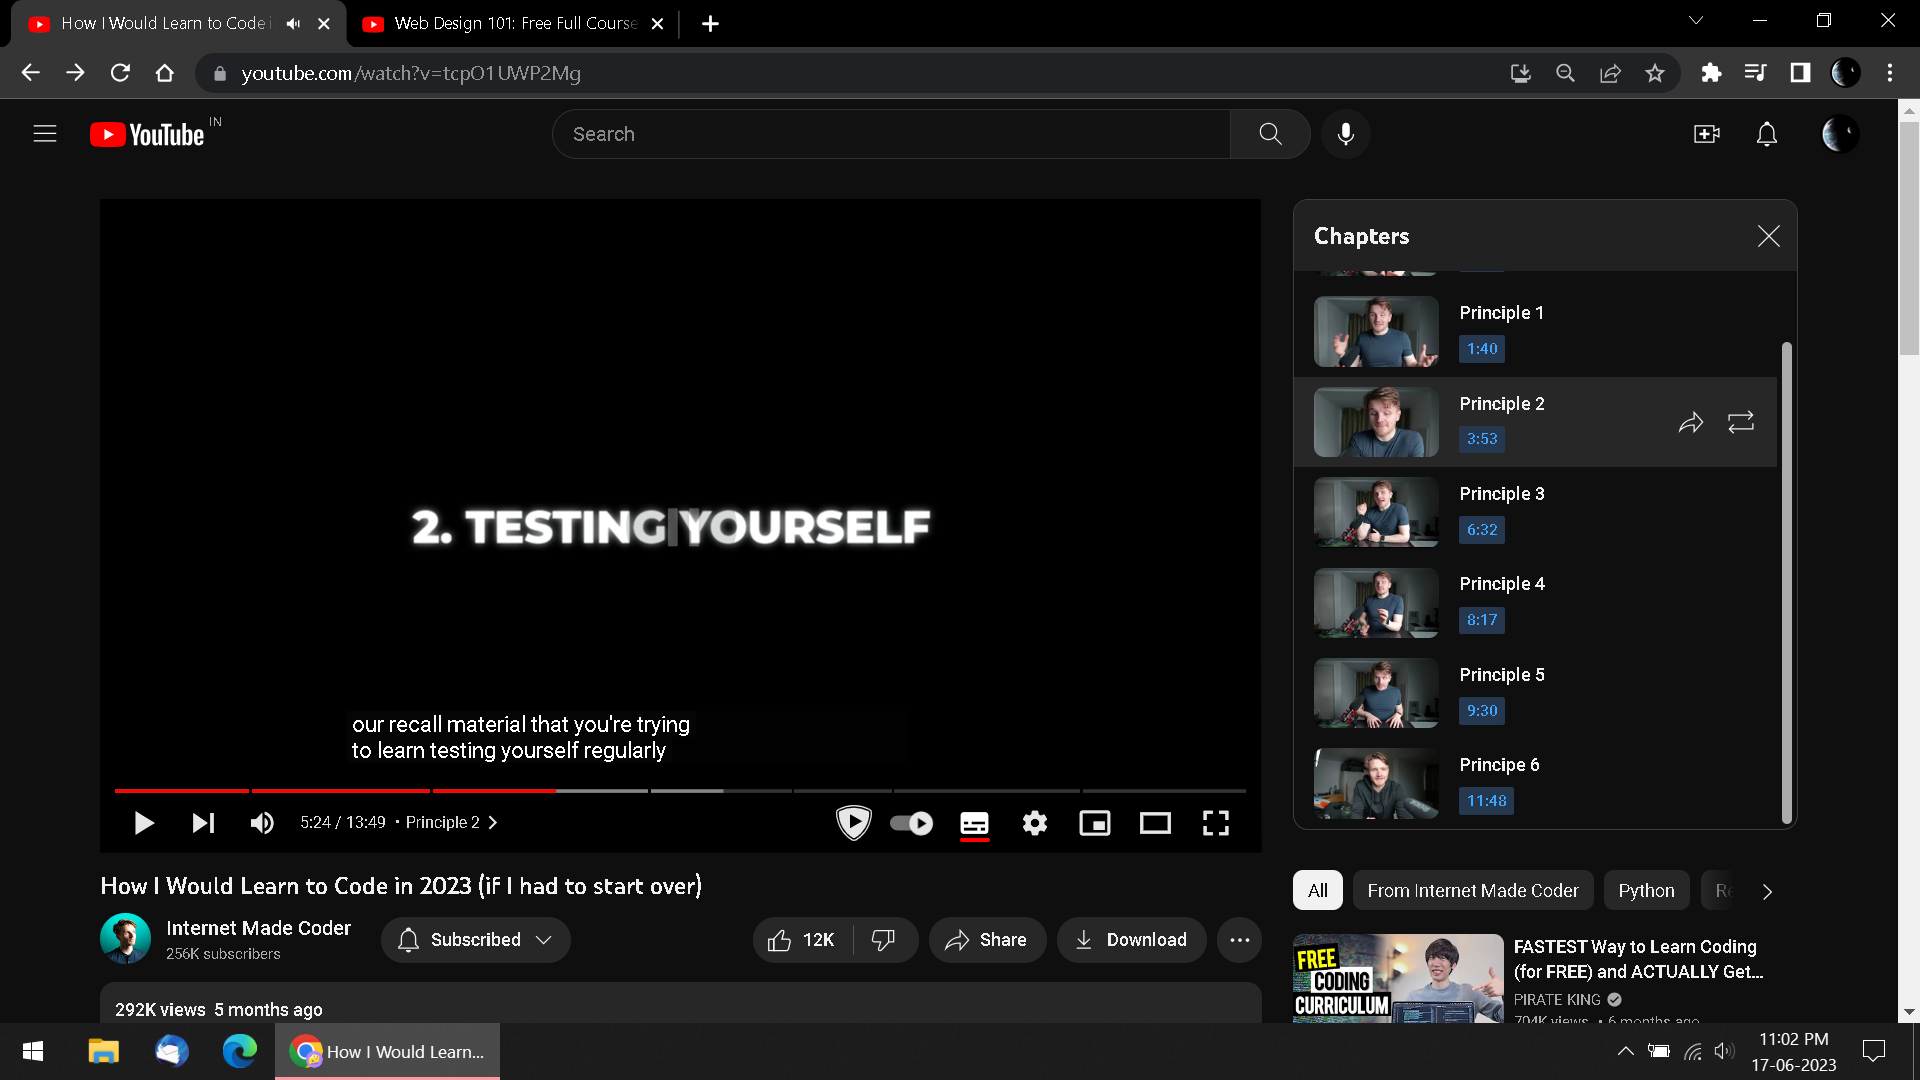 How I Would Learn to Code i
Web Design 101: Free Full Course
youtube.com/watch?v=tcpO1UWP2Mg
YouTube IN
Search
Chapters
Principle 1
1:40
Principle 2
3:53
Principle 3
6:32
Principle 4
8:17
Principle 5
9:30
Principe 6
11:48
2. TESTING YOURSELF
our recall material that you're trying
to learn testing yourself regularly
5:24 / 13:49 • Principle 2
How I Would Learn to Code in 2023 (if I had to start over)
Internet Made Coder
256K subscribers
Subscribed
12K
Share
Download
292K views 5 months ago
All
From Internet Made Coder
Python
Re
FREE
CODING
CURRICULUM
FASTEST Way to Learn Coding
(for FREE) and ACTUALLY Get...
PIRATE KING
704K views • 6 months ago
How I Would Learn...
11:02 PM
17-06-2023